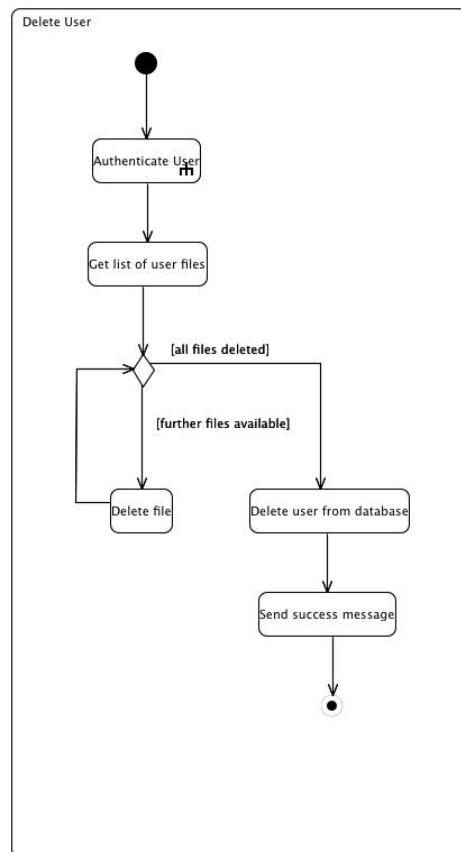 Delete User
Authenticate User
Get list of user files
[all files deleted]
[further files available]
Delete file
Delete user from database
Send success message